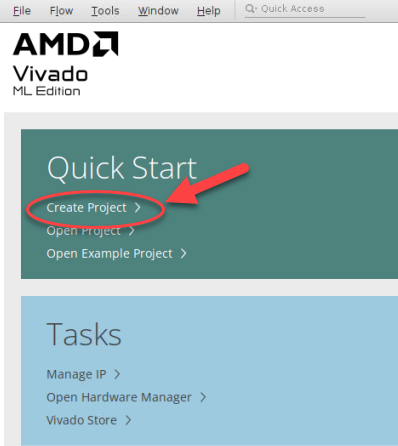 File Flow Tools Window Help Quick Access
AMD
Vivado
ML Edition
Quick Start
Create Project >
Open Project >
Open Example Project >
Tasks
Manage IP >
Open Hardware Manager >
Vivado Store >